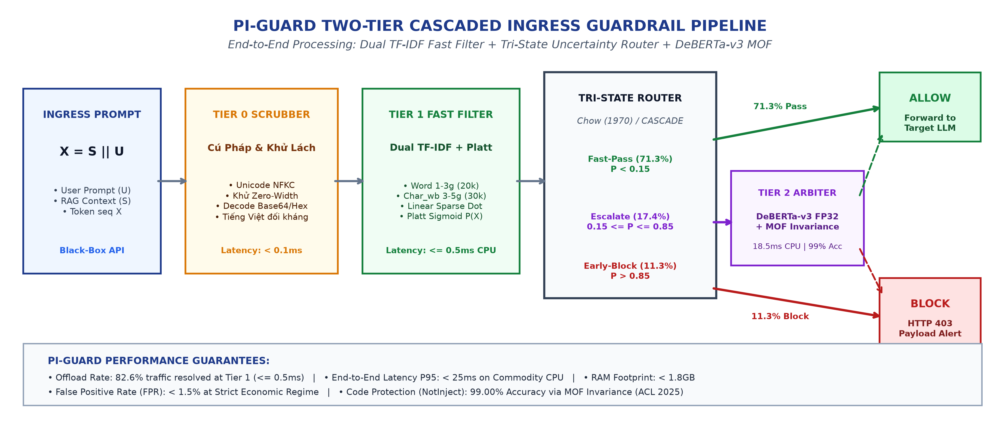 PI-GUARD TWO-TIER CASCADED INGRESS GUARDRAIL PIPELINE
End-to-End Processing: Dual TF-IDF Fast Filter + Tri-State Uncertainty Router + DeBERTa-v3 MOF
INGRESS PROMPT
X = S || U
• User Prompt (U)
• RAG Context (S)
• Token seq X
Black-Box API
TIER 0 SCRUBBER
Cú Pháp & Khử Lách
• Unicode NFKC
• Khử Zero-Width
• Decode Base64/Hex
• Tiếng Việt đối kháng
Latency: < 0.1ms
TIER 1 FAST FILTER
Dual TF-IDF + Platt
• Word 1-3g (20k)
• Char_wb 3-5g (30k)
• Linear Sparse Dot
• Platt Sigmoid P(X)
Latency: <= 0.5ms CPU
TRI-STATE ROUTER
Chow (1970) / CASCADE
Fast-Pass (71.3%)
P < 0.15
Escalate (17.4%)
0.15 <= P <= 0.85
Early-Block (11.3%)
P > 0.85
71.3% Pass
11.3% Block
TIER 2 ARBITER
DeBERTa-v3 FP32
+ MOF Invariance
18.5ms CPU | 99% Acc
ALLOW
Forward to
Target LLM
BLOCK
HTTP 403
Payload Alert
PI-GUARD PERFORMANCE GUARANTEES:
• Offload Rate: 82.6% traffic resolved at Tier 1 (<= 0.5ms) | • End-to-End Latency P95: < 25ms on Commodity CPU | • RAM Footprint: < 1.8GB
• False Positive Rate (FPR): < 1.5% at Strict Economic Regime | • Code Protection (NotInject): 99.00% Accuracy via MOF Invariance (ACL 2025)